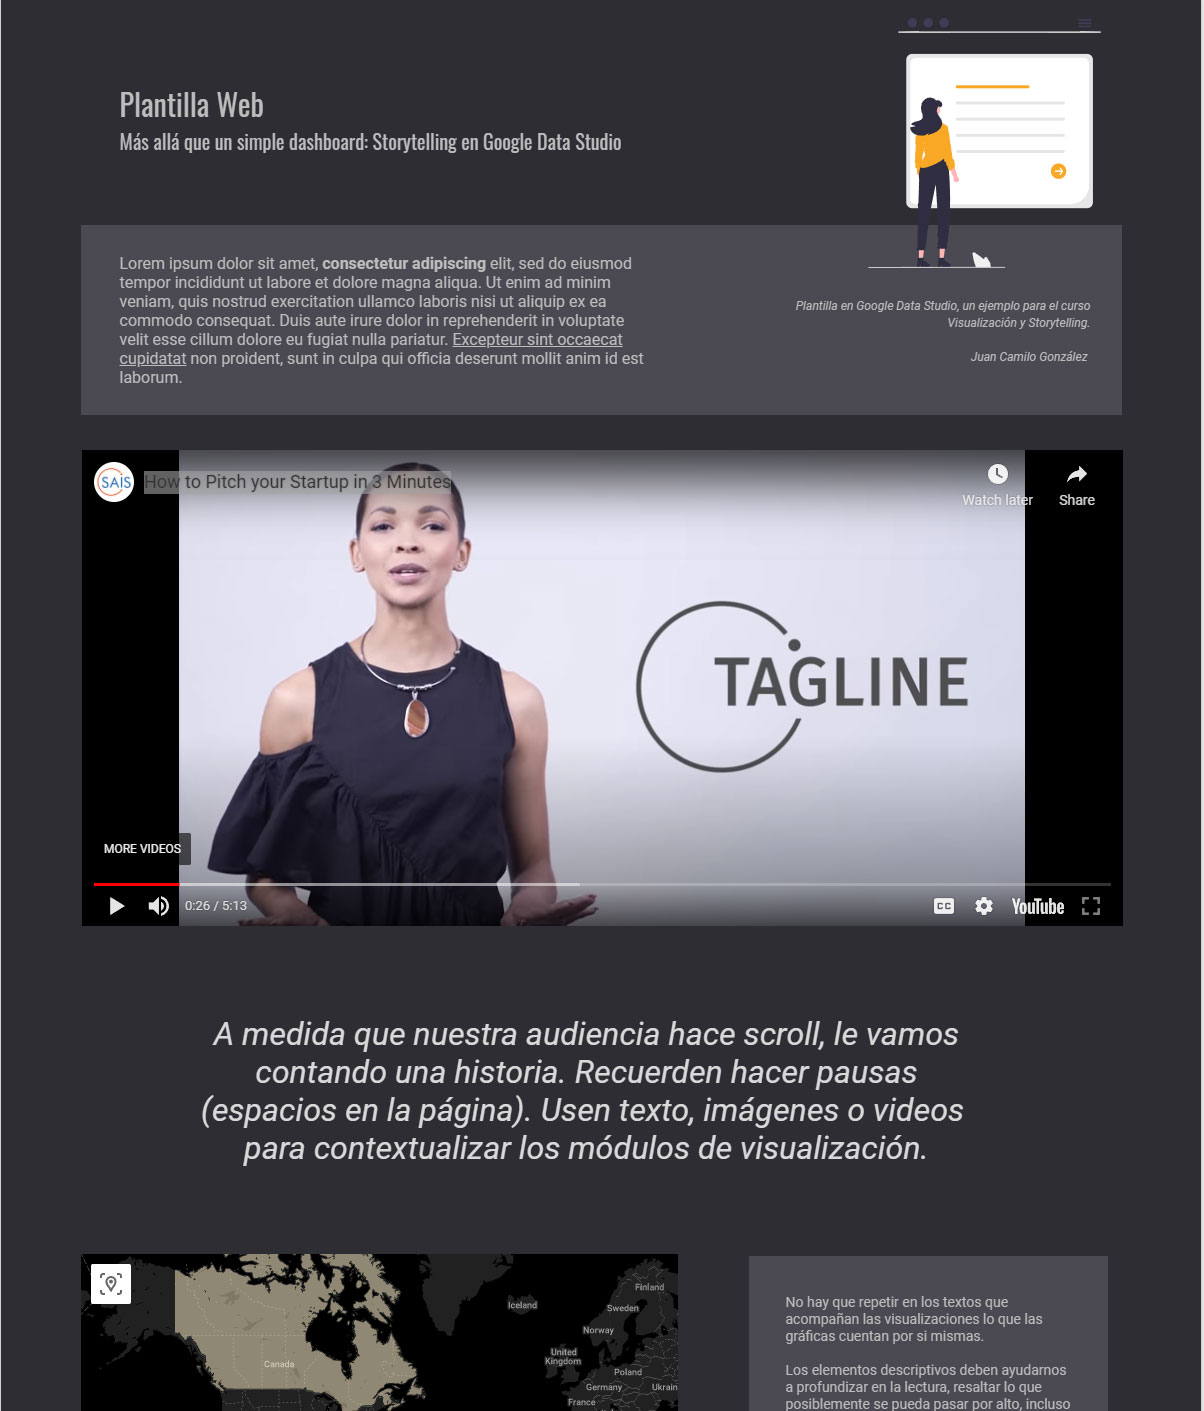 Plantilla Web
Más allá que un simple dashboard: Storytelling en Google Data Studio
Lorem ipsum dolor sit amet, consectetur adipiscing elit, sed do eiusmod
tempor incididunt ut labore et dolore magna aliqua. Ut enim ad minim
veniam, quis nostrud exercitation ullamco laboris nisi ut aliquip ex ea
commodo consequat. Duis aute irure dolor in reprehenderit in voluptate
velit esse cillum dolore eu fugiat nulla pariatur. Excepteur sint occaecat
cupidatat non proident, sunt in culpa qui officia deserunt mollit anim id est
laborum.
Plantilla en Google Data Studio, un ejemplo para el curso
Visualización y Storytelling.
Juan Camilo González
SAIS
How to Pitch your Startup in 3 Minutes
Watch later
Share
TAGLINE
MORE VIDEOS
0:26 / 5:13
CC
YouTube
A medida que nuestra audiencia hace scroll, le vamos
contando una historia. Recuerden hacer pausas
(espacios en la página). Usen texto, imágenes o videos
para contextualizar los módulos de visualización.
Finland
Iceland
Sweden
Norway
United
Kingdom
Canada
Poland
Germany
Ukrain
France
No hay que repetir en los textos que
acompañan las visualizaciones lo que las
gráficas cuentan por si mismas.
Los elementos descriptivos deben ayudarnos
a profundizar en la lectura, resaltar lo que
posiblemente se pueda pasar por alto, incluso